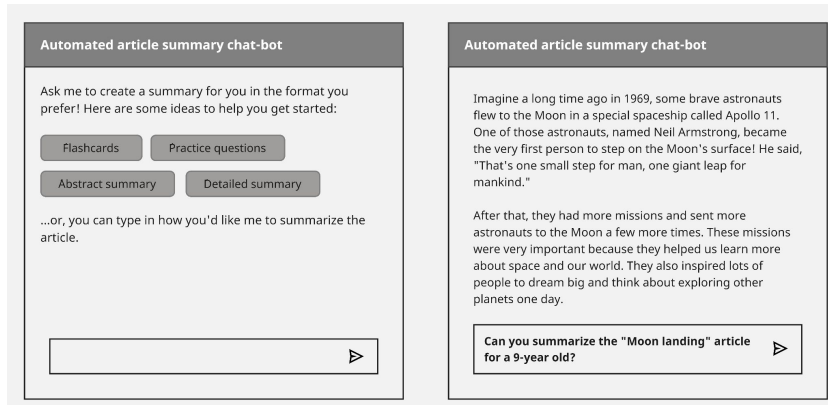 Automated article summary chat-bot
Ask me to create a summary for you in the format you
prefer! Here are some ideas to help you get started:
Flashcards
Practice questions
Abstract summary
Detailed summary
...or, you can type in how you'd like me to summarize the
article.
Automated article summary chat-bot
Imagine a long time ago in 1969, some brave astronauts
flew to the Moon in a special spaceship called Apollo 11.
One of those astronauts, named Neil Armstrong, became
the very first person to step on the Moon's surface! He said,
"That's one small step for man, one giant leap for
mankind."
After that, they had more missions and sent more
astronauts to the Moon a few more times. These missions
were very important because they helped us learn more
about space and our world. They also inspired lots of
people to dream big and think about exploring other
planets one day.
Can you summarize the "Moon landing" article
for a 9-year old?